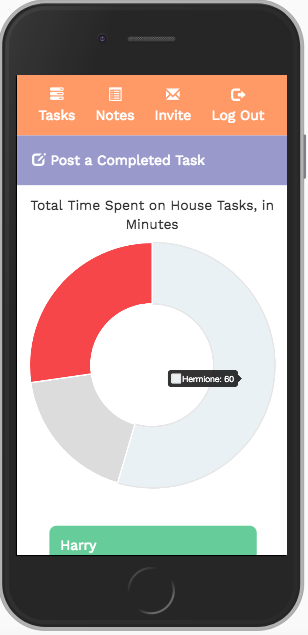 Tasks Notes Invite Log Out
Post a Completed Task
Total Time Spent on House Tasks, in
Minutes
Hermione: 60
Harry